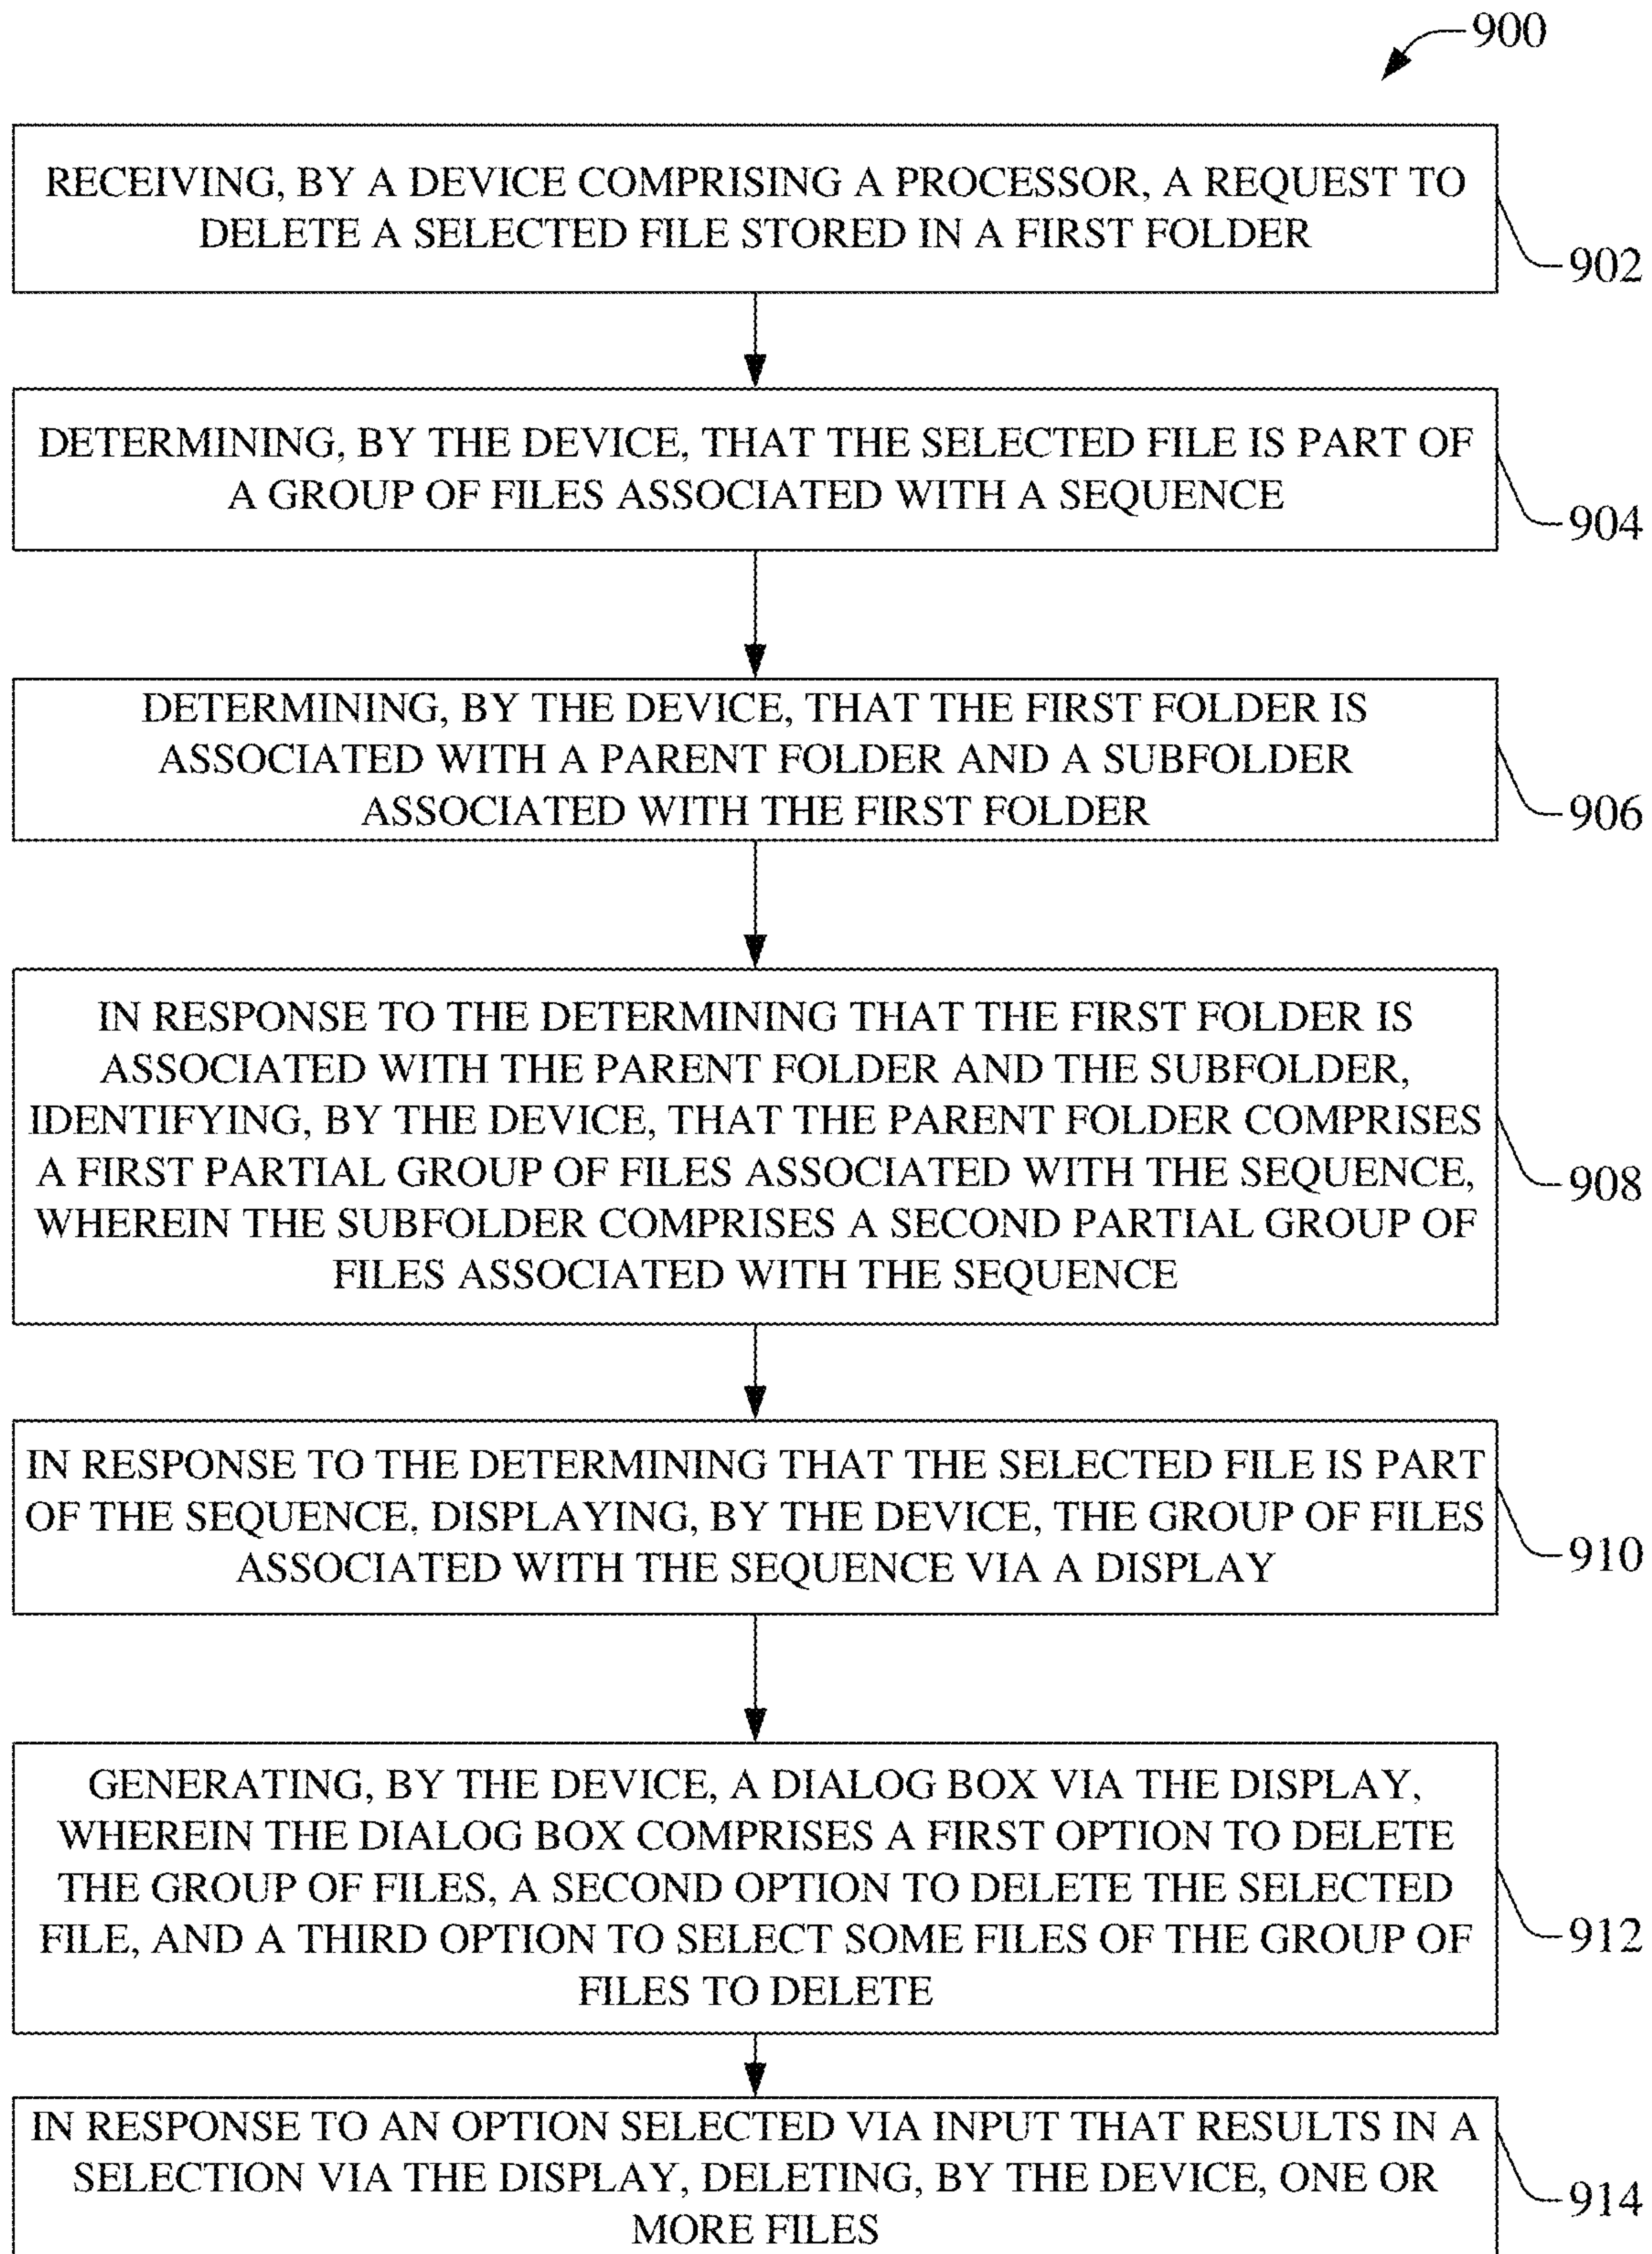 900
RECEIVING, BY A DEVICE COMPRISING A PROCESSOR, A REQUEST TO
DELETE A SELECTED FILE STORED IN A FIRST FOLDER
902
DETERMINING, BY THE DEVICE, THAT THE SELECTED FILE IS PART OF
A GROUP OF FILES ASSOCIATED WITH A SEQUENCE
904
DETERMINING, BY THE DEVICE, THAT THE FIRST FOLDER IS
ASSOCIATED WITH A PARENT FOLDER AND A SUBFOLDER
ASSOCIATED WITH THE FIRST FOLDER
906
IN RESPONSE TO THE DETERMINING THAT THE FIRST FOLDER IS
ASSOCIATED WITH THE PARENT FOLDER AND THE SUBFOLDER,
IDENTIFYING, BY THE DEVICE, THAT THE PARENT FOLDER COMPRISES
A FIRST PARTIAL GROUP OF FILES ASSOCIATED WITH THE SEQUENCE,
WHEREIN THE SUBFOLDER COMPRISES A SECOND PARTIAL GROUP OF
FILES ASSOCIATED WITH THE SEQUENCE
908
IN RESPONSE TO THE DETERMINING THAT THE SELECTED FILE IS PART
OF THE SEQUENCE, DISPLAYING, BY THE DEVICE, THE GROUP OF FILES
ASSOCIATED WITH THE SEQUENCE VIA A DISPLAY
910
GENERATING, BY THE DEVICE, A DIALOG BOX VIA THE DISPLAY,
WHEREIN THE DIALOG BOX COMPRISES A FIRST OPTION TO DELETE
THE GROUP OF FILES, A SECOND OPTION TO DELETE THE SELECTED
FILE, AND A THIRD OPTION TO SELECT SOME FILES OF THE GROUP OF
FILES TO DELETE
912
IN RESPONSE TO AN OPTION SELECTED VIA INPUT THAT RESULTS IN A
SELECTION VIA THE DISPLAY, DELETING, BY THE DEVICE, ONE OR
MORE FILES
914